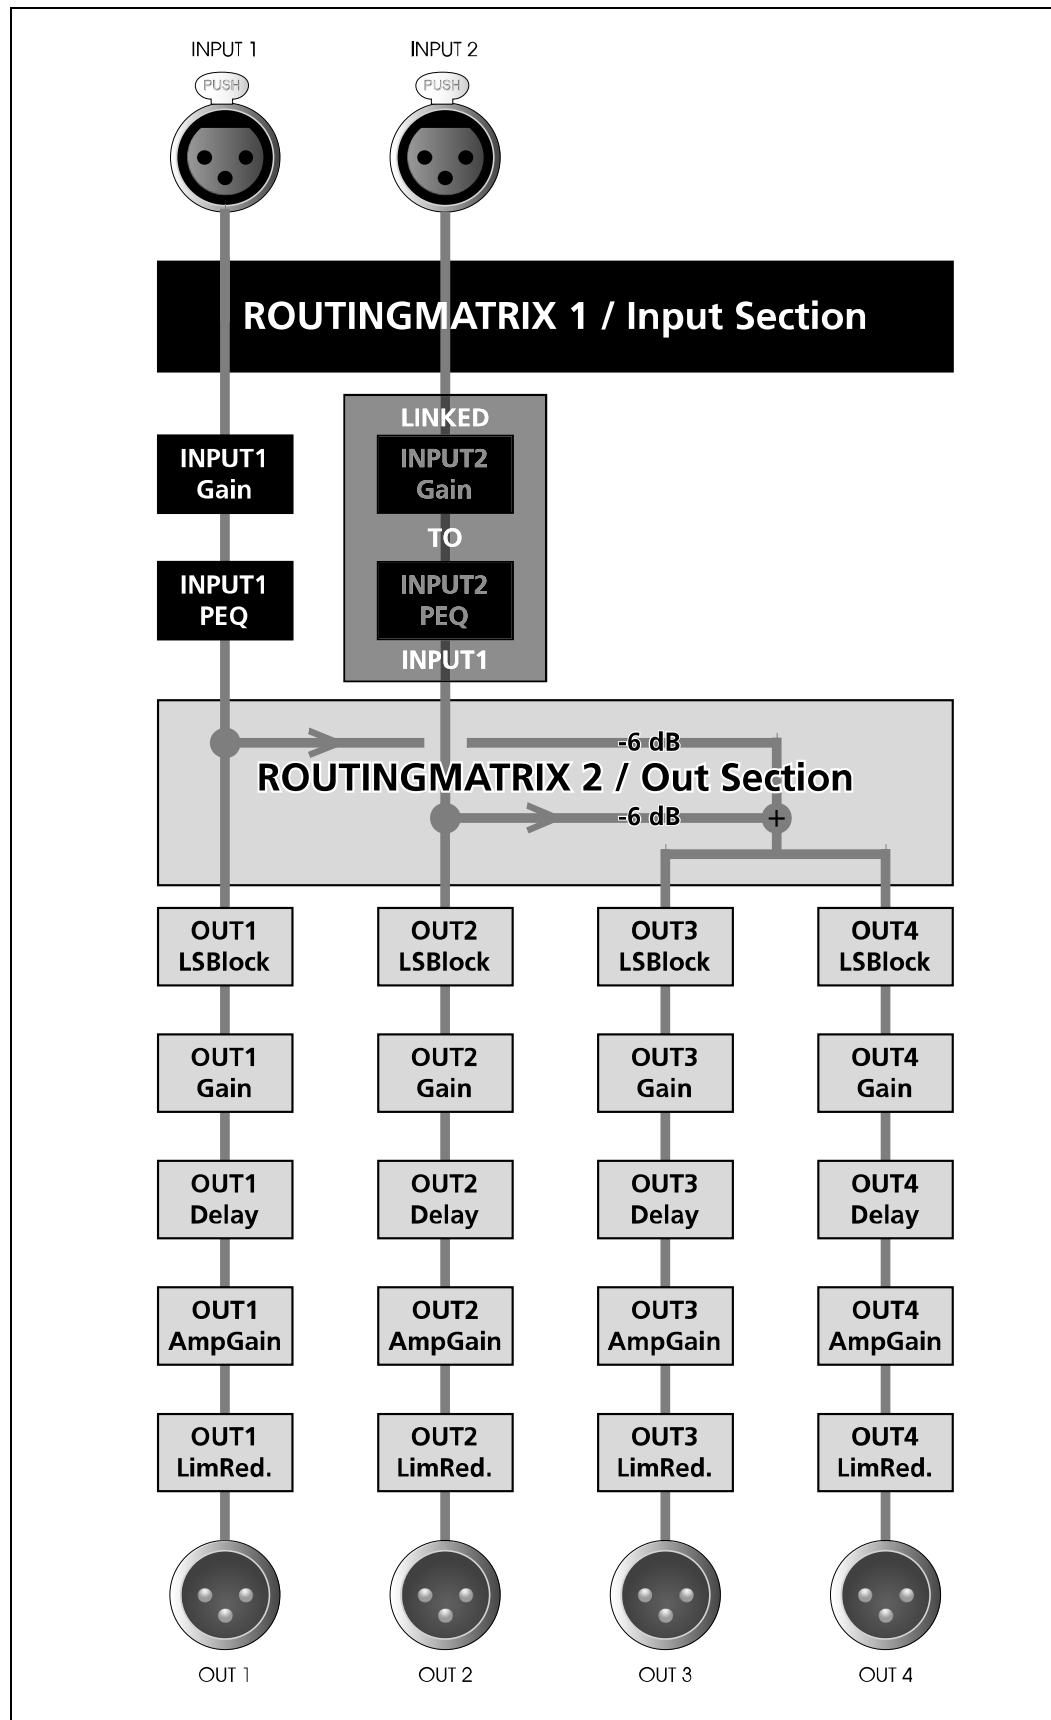 INPUT 1
INPUT 2
PUSH
PUSH
ROUTINGMATRIX 1 / Input Section
LINKED
INPUT1
Gain
INPUT2
Gain
TO
INPUT1
PEQ
INPUT2
PEQ
INPUT1
-6 dB
ROUTINGMATRIX 2 / Out Section
-6 dB
+
OUT1
LSBlock
OUT2
LSBlock
OUT3
LSBlock
OUT4
LSBlock
OUT1
Gain
OUT2
Gain
OUT3
Gain
OUT4
Gain
OUT1
Delay
OUT2
Delay
OUT3
Delay
OUT4
Delay
OUT1
AmpGain
OUT2
AmpGain
OUT3
AmpGain
OUT4
AmpGain
OUT1
LimRed.
OUT2
LimRed.
OUT3
LimRed.
OUT4
LimRed.
OUT 1
OUT 2
OUT 3
OUT 4